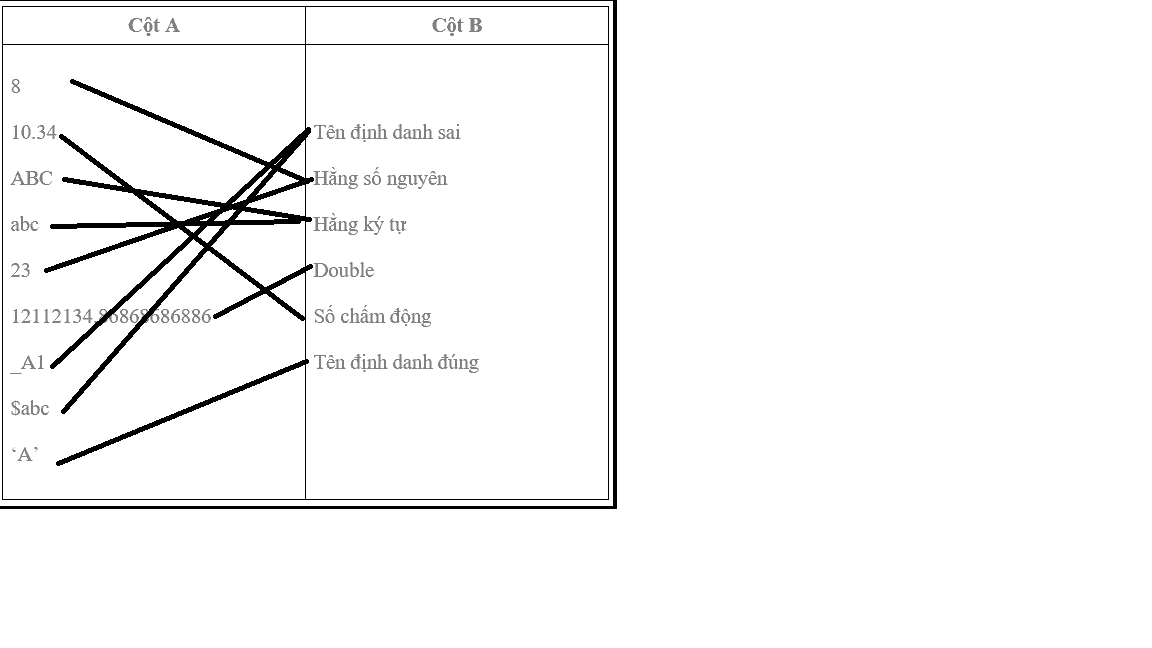 Cột A
Cột B
8
10.34
Tên định danh sai
ABC
Hằng số nguyên
abc
Hằng ký tự
23
Double
12112134.86868686886
Số chấm động
_A1
Tên định danh đúng
$abc
‘A’